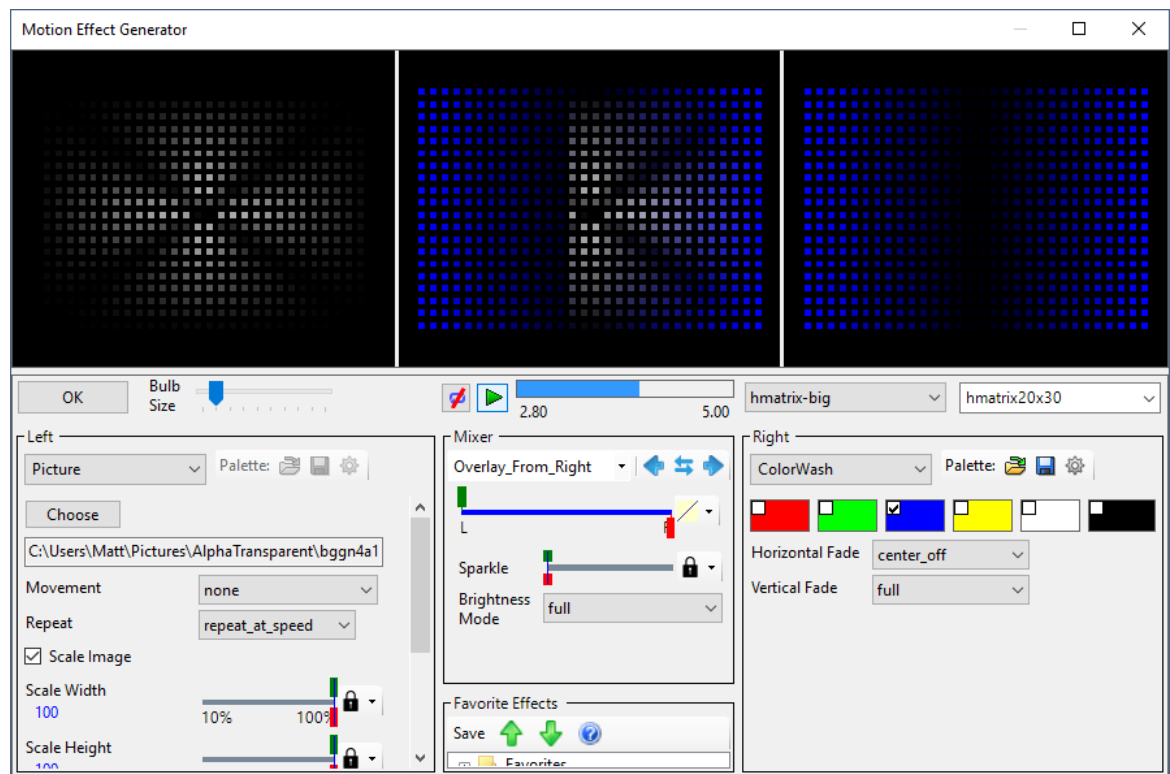 Motion Effect Generator
OK
Bulb
Size
2.80
5.00
hmatrix-big
hmatrix20x30
Left
Picture
Palette:
Choose
C:\Users\Matt\Pictures\AlphaTransparent\bggn4a1
Movement
none
Repeat
repeat_at_speed
Scale Image
Scale Width
100
10%
100%
Scale Height
100
Mixer
Overlay_From_Right
L
Sparkle
Brightness
Mode
full
Favorite Effects
Save
Favorites
Right
ColorWash
Palette:
Horizontal Fade
center_off
Vertical Fade
full